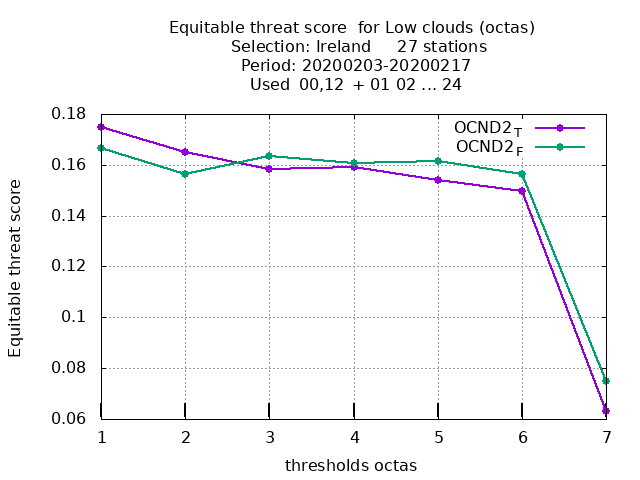 Equitable threat score  for Low clouds (octas)
Selection: Ireland     27 stations
Period: 20200203-20200217
Used  00,12  + 01 02 ... 24
0.18
0.16
0.14
0.12
0.1
0.08
0.06
Equitable threat score
OCND2T
OCND2F
1 2 3 4 5 6 7
thresholds octas